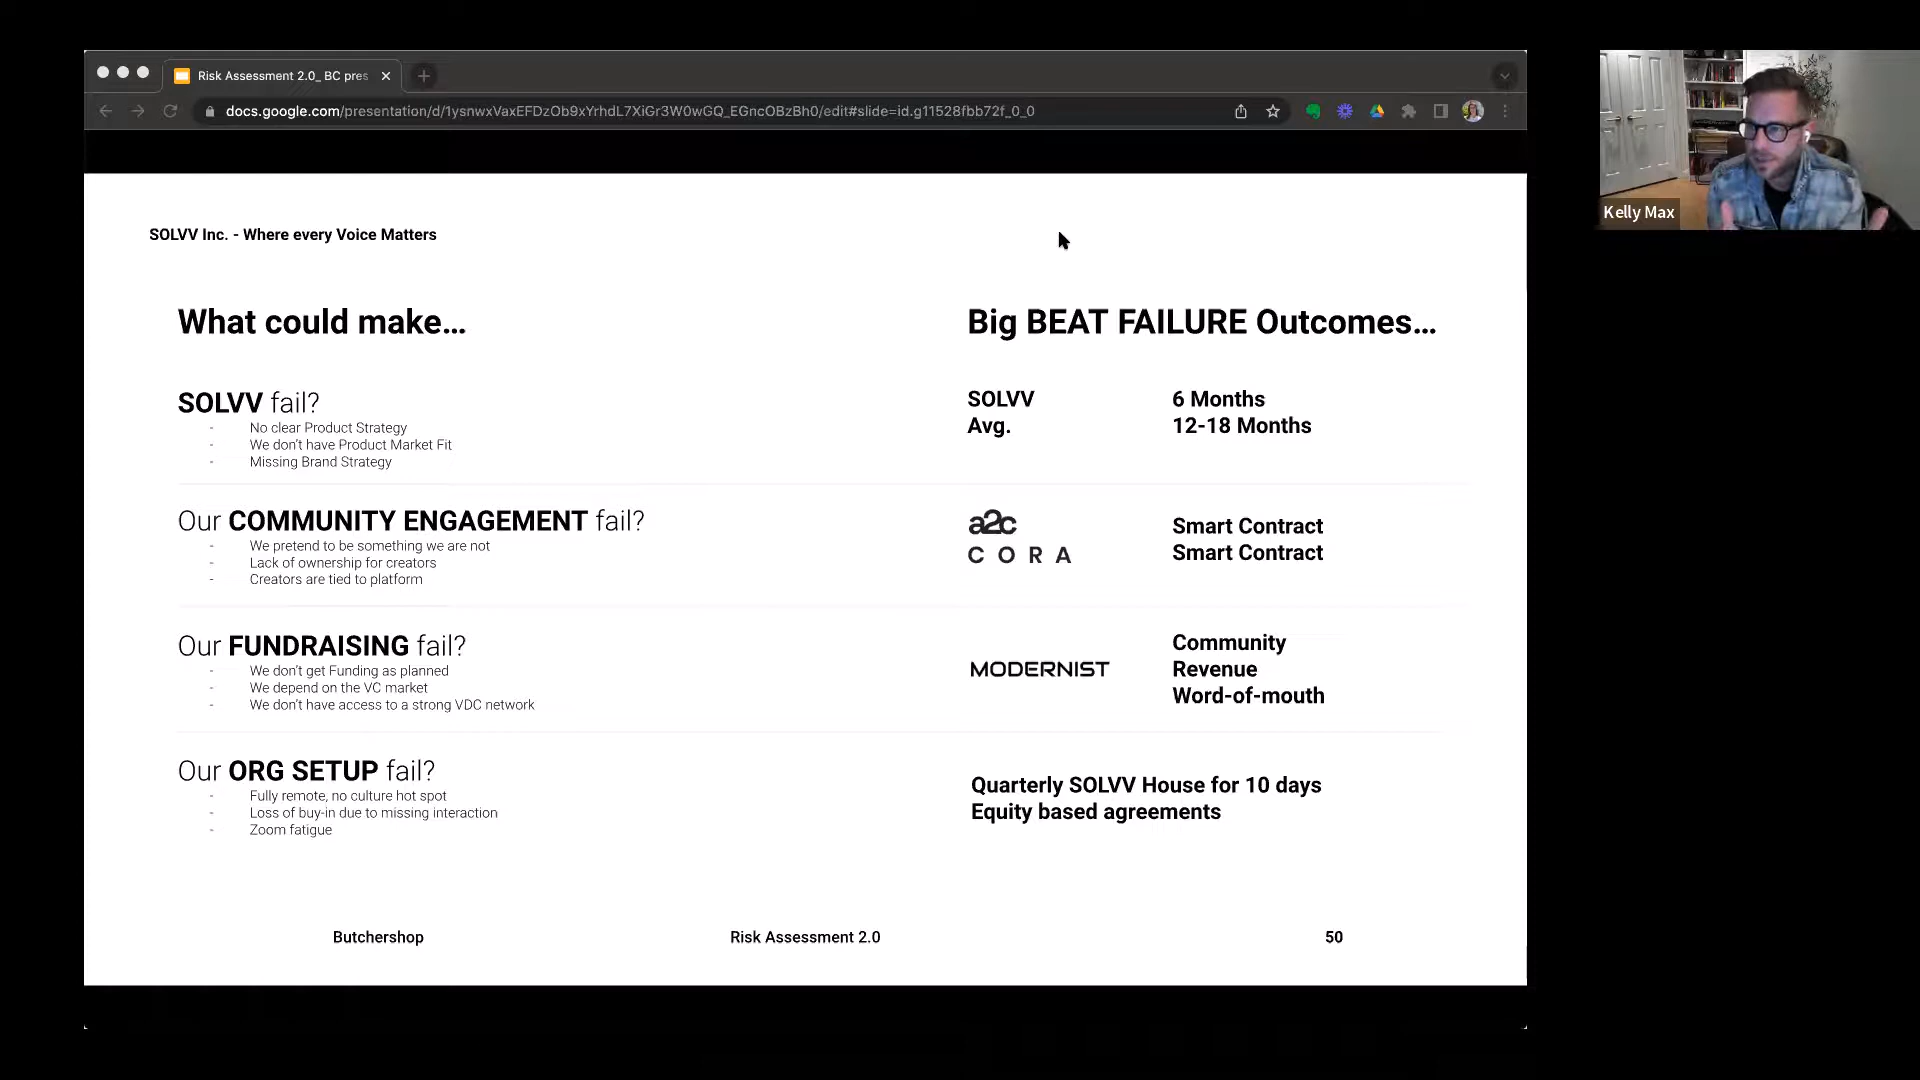 Risk Assessment 2.0_ BC pres
docs.google.com/presentation/d/1ysnwxVaxEFDzOb9xYrhdL7XiGr3W0wGQ_EGncOBzBh0/edit#slide=id.g11528fbb72f_0_0
Kelly Max
SOLVV Inc. - Where every Voice Matters
What could make...
Big BEAT FAILURE Outcomes...
SOLVV fail?
- No clear Product Strategy
- We don't have Product Market Fit
- Missing Brand Strategy
SOLVV 6 Months
Avg. 12-18 Months
Our COMMUNITY ENGAGEMENT fail?
- We pretend to be something we are not
- Lack of ownership for creators
- Creators are tied to platform
a2c Smart Contract
CORA Smart Contract
Our FUNDRAISING fail?
- We don't get Funding as planned
- We depend on the VC market
- We don't have access to a strong VDC network
MODERNIST
Community
Revenue
Word-of-mouth
Our ORG SETUP fail?
- Fully remote, no culture hot spot
- Loss of buy-in due to missing interaction
- Zoom fatigue
Quarterly SOLVV House for 10 days
Equity based agreements
Butchershop
Risk Assessment 2.0
50